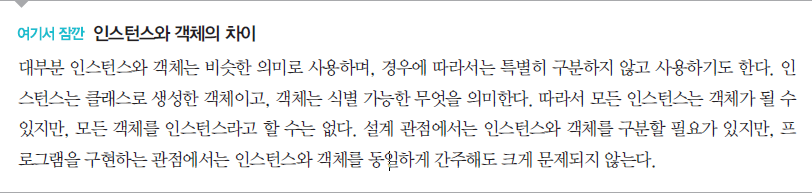 여기서 잠깐 인스턴스와 객체의 차이
대부분 인스턴스와 객체는 비슷한 의미로 사용하며, 경우에 따라서는 특별히 구분하지 않고 사용하기도 한다. 인
스턴스는 클래스로 생성한 객체이고, 객체는 식별 가능한 무엇을 의미한다. 따라서 모든 인스턴스는 객체가 될 수
있지만, 모든 객체를 인스턴스라고 할 수는 없다. 설계 관점에서는 인스턴스와 객체를 구분할 필요가 있지만, 프
로그램을 구현하는 관점에서는 인스턴스와 객체를 동일하게 간주해도 크게 문제되지 않는다.